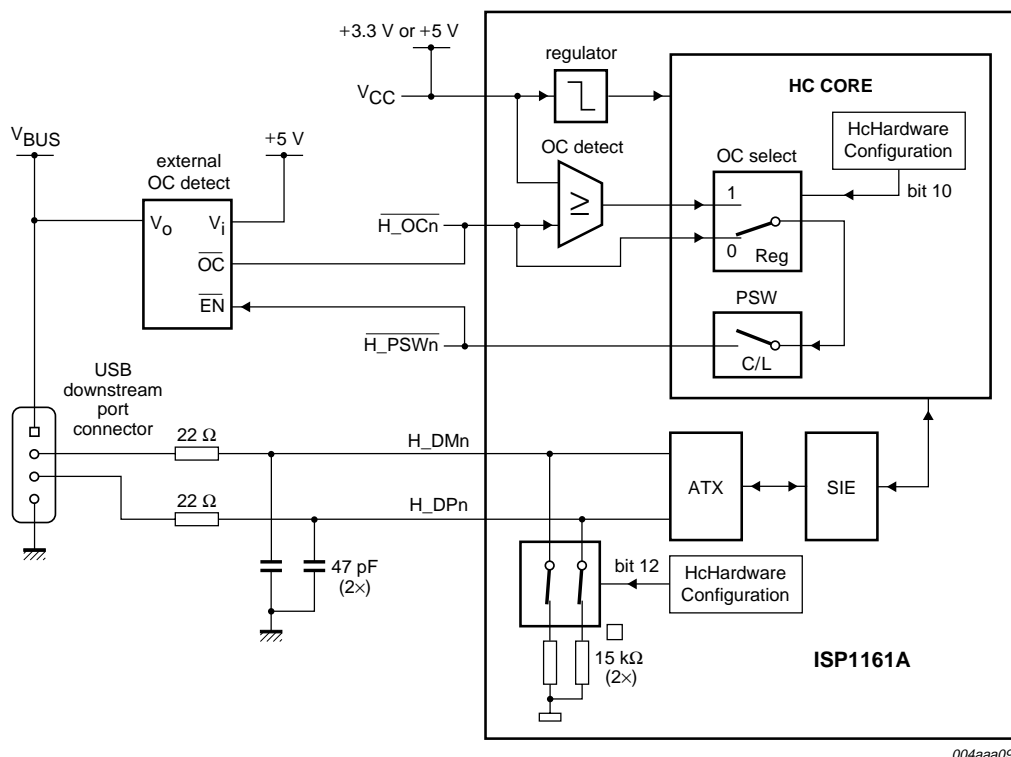 +3.3 V or +5 V
regulator
VCC
HC CORE
VBUS
+5 V
external
OC detect
OC detect
OC select
HcHardware
Configuration
bit 10
Vo
Vi
H_OCn
1
0
Reg
OC
EN
H_PSWn
PSW
C/L
USB
downstream
port
connector
22 Ω
H_DMn
22 Ω
H_DPn
ATX
SIE
47 pF
(2×)
bit 12
HcHardware
Configuration
15 kΩ
(2×)
ISP1161A